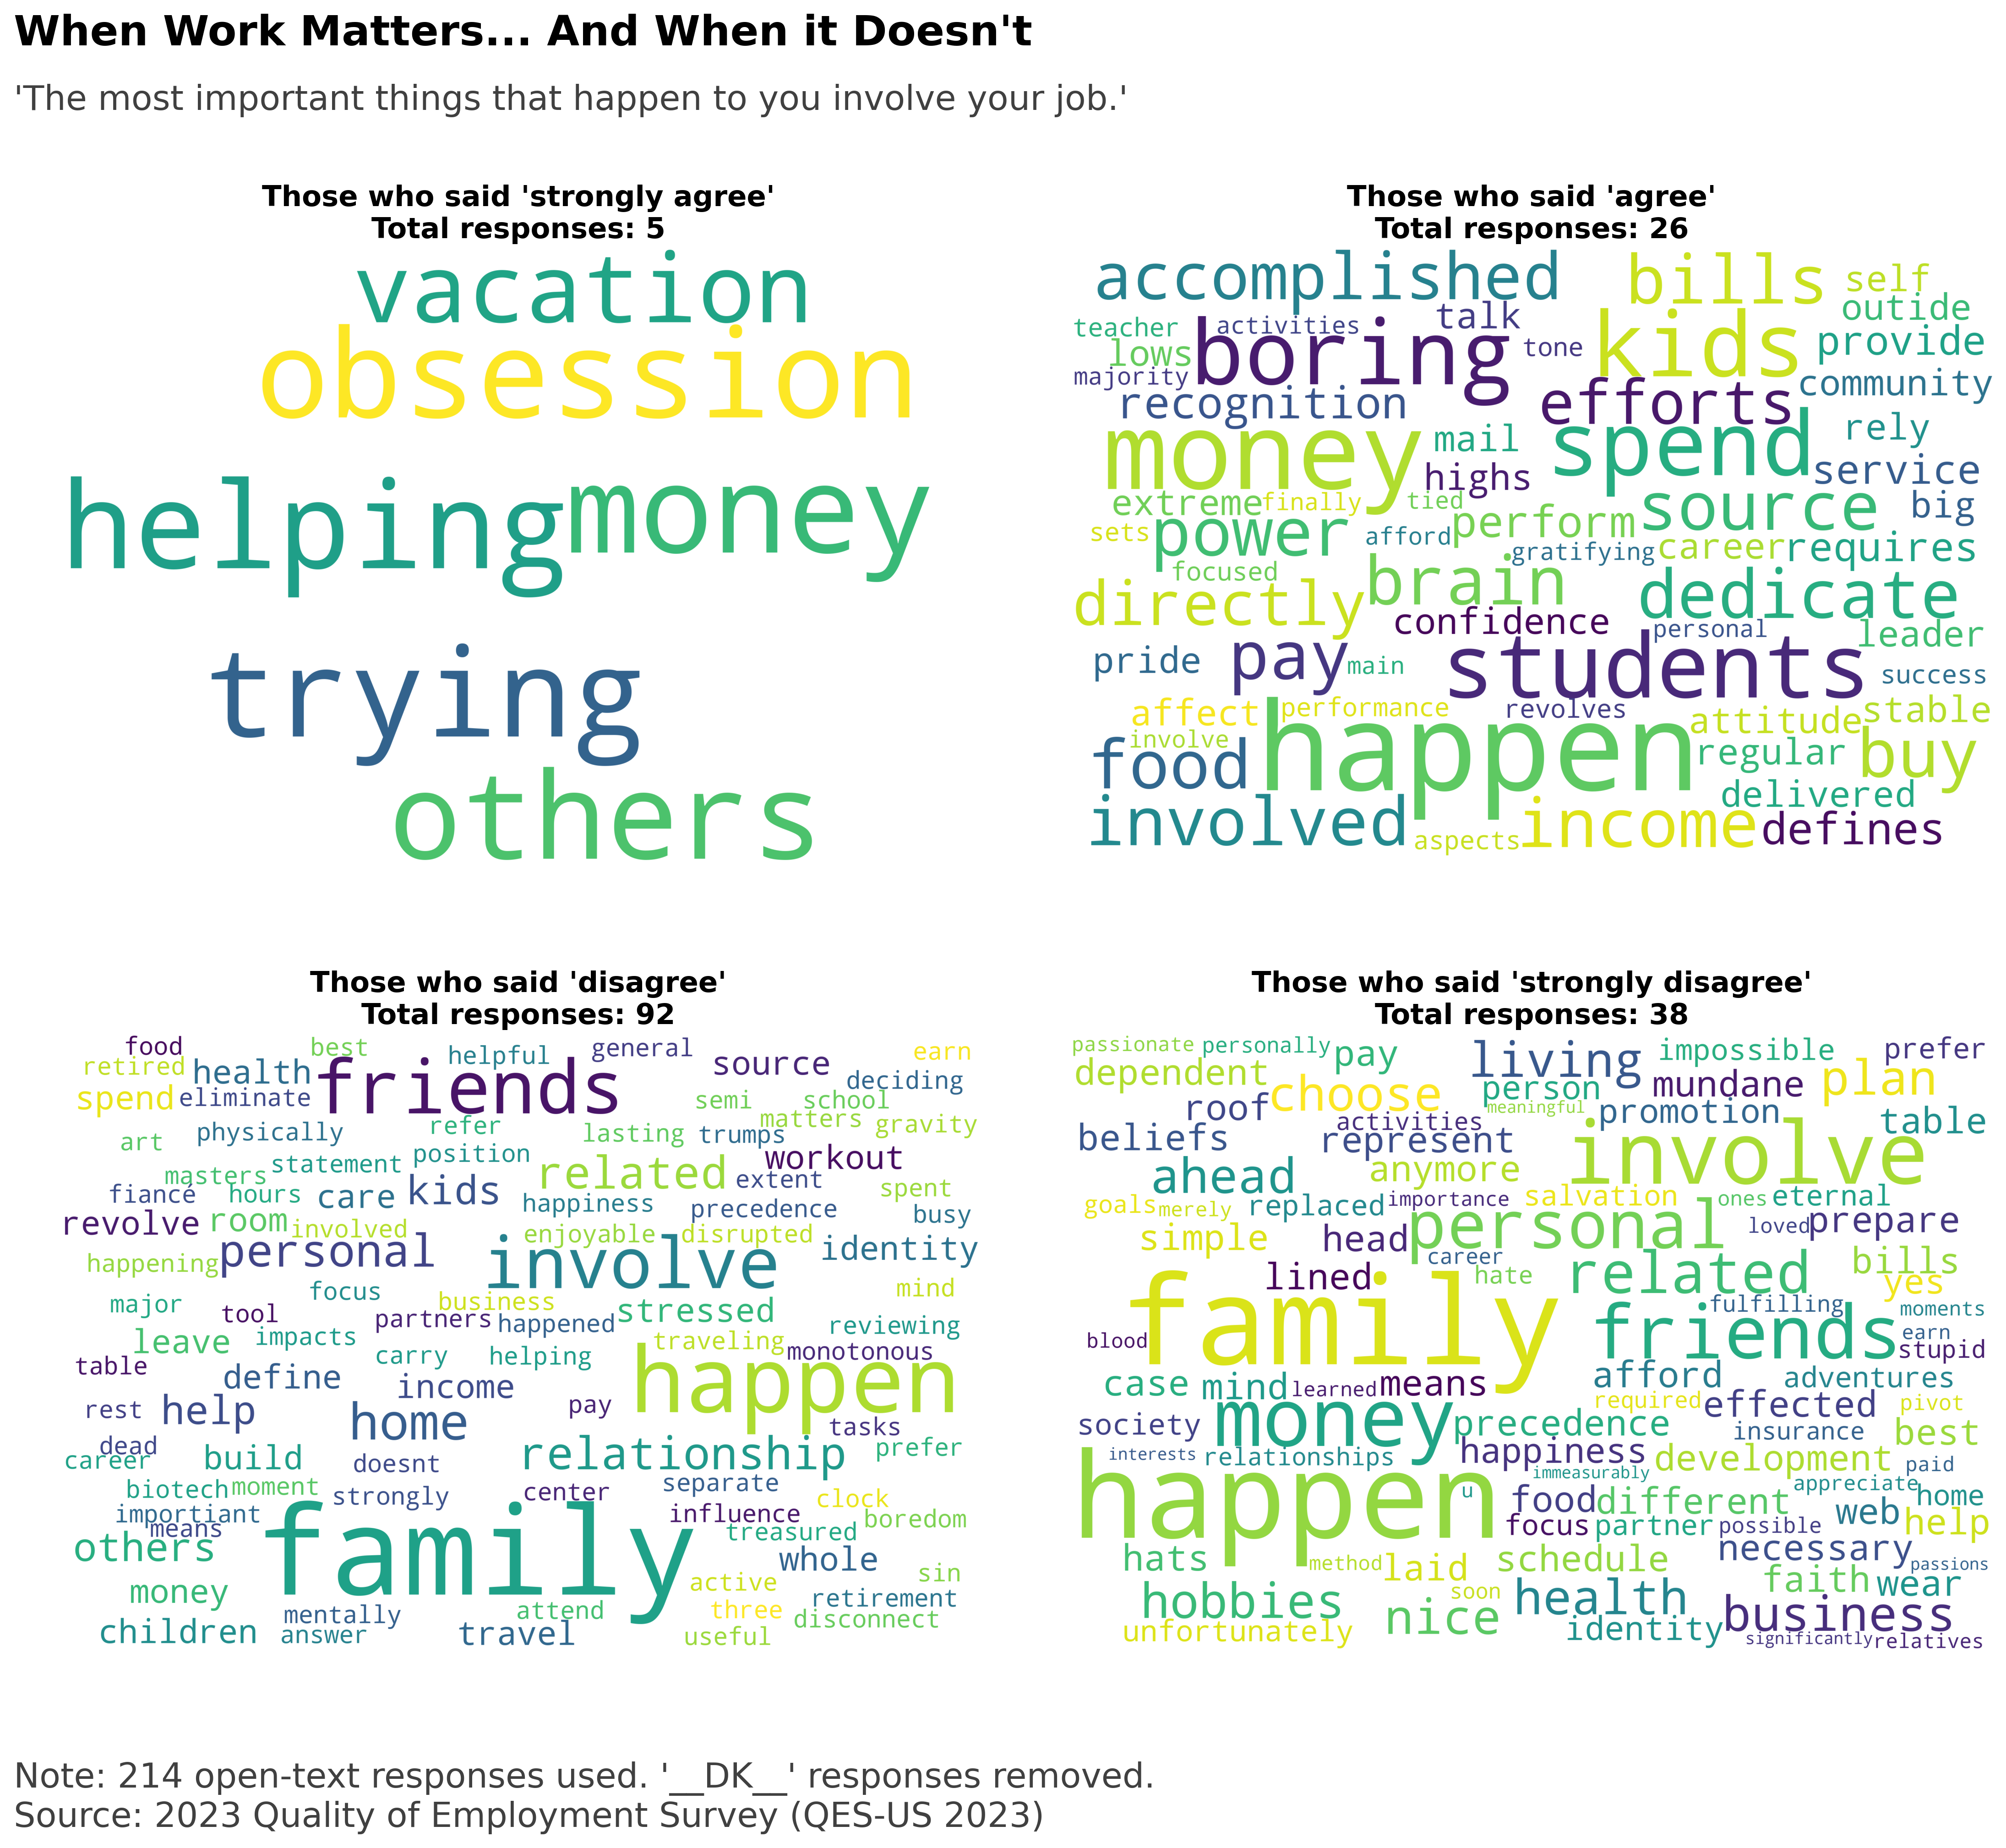 When Work Matters... And When it Doesn't
'The most important things that happen to you involve your job.'
Those who said 'strongly agree'
Total responses: 5
vacation
obsession
helping money
trying
others
Those who said 'agree'
Total responses: 26
accomplished bills self
outide
teacher activities talk kids provide
lows boring tone
majority community
recognition efforts
money mail spend rely
highs service
extreme finally tied source big
sets power afford perform
gratifying career requires
focused brain
directly dedicate
confidence personal leader
pride pay main students success
affect performance revolves attitude stable
involve happen
food regular buy
delivered
involved aspects income defines
Those who said 'disagree'
Total responses: 92
food best helpful general source earn
retired health friends deciding
spend eliminate semi school
matters gravity
art physically refer lasting trumps
masters statement position related workout
fiancé hours care kids happiness extent spent
revolve room involved precedence busy
enjoyable disrupted
happening personal involve identity
focus mind
major tool business stressed
partners happened reviewing
leave impacts traveling monotonous
table carry helping happen
define income
rest help home pay tasks
dead relationship prefer
career build doesnt separate
biotech moment strongly center clock
importiant influence boredom
means treasured
others family whole
active sin
money retirement
mentally attend three disconnect
children answer travel useful
Those who said 'strongly disagree'
Total responses: 38
passionate personally pay living impossible prefer
dependent choose person mundane plan
roof meaningful promotion table
beliefs activities represent involve
ahead anymore
goals merely replaced importance salvation ones eternal
simple head personal loved prepare
career
lined hate related bills
yes
family fulfilling moments
blood friends earn
stupid
case mind learned means afford adventures
required effected pivot
society money precedence insurance best
interests relationships happiness development paid
happen immeasurably appreciate home
u food different web help
focus partner possible
hats method laid schedule necessary passions
soon faith wear
hobbies nice health business
unfortunately identity significantly relatives
Note: 214 open-text responses used. '__DK__' responses removed.
Source: 2023 Quality of Employment Survey (QES-US 2023)